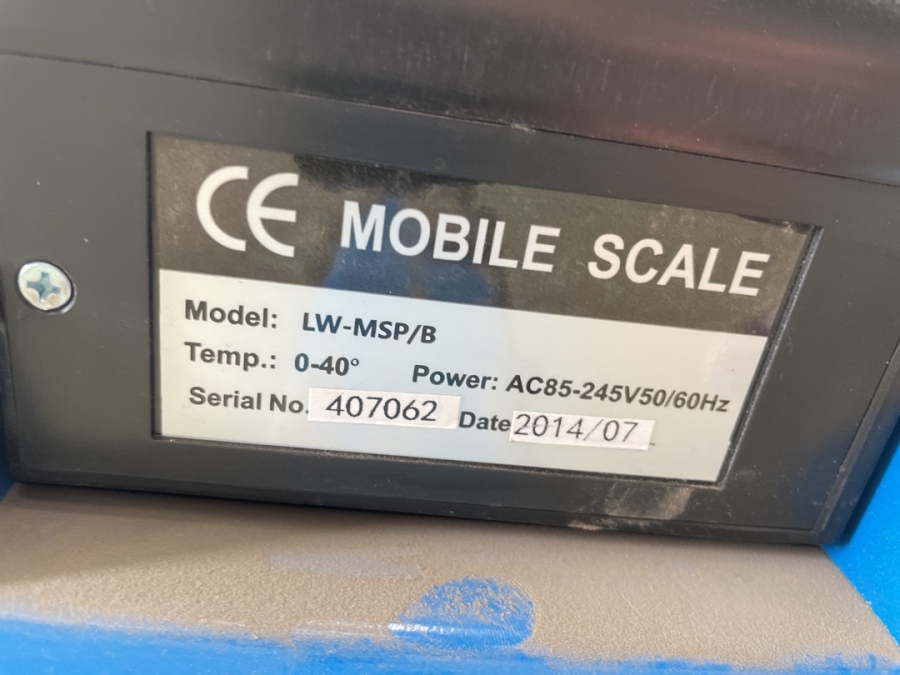 CE MOBILE SCALE
Model: LW-MSP/B
Temp.: 0-40° Power: AC85-245V50/60Hz
Serial No. 407062 Date 2014/07